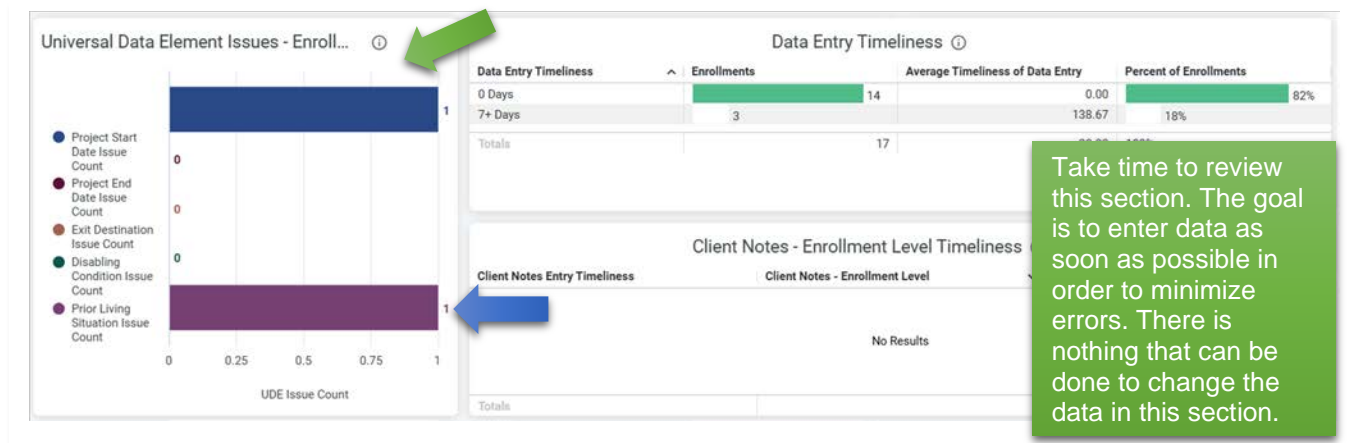 Universal Data Element Issues - Enroll...
1
0
0
0
1
Project Start
Date Issue
Count
Project End
Date Issue
Count
Exit Destination
Issue Count
Disabling
Condition Issue
Count
Prior Living
Situation Issue
Count
0 0.25 0.5 0.75 1
UDE Issue Count
Data Entry Timeliness
Data Entry Timeliness Enrollments Average Timeliness of Data Entry Percent of Enrollments
0 Days 14 0.00 82%
7+ Days 3 138.67 18%
Totals 17
Client Notes - Enrollment Level Timeliness
Client Notes Entry Timeliness Client Notes - Enrollment Level
No Results
Totals
Take time to review
this section. The goal
is to enter data as
soon as possible in
order to minimize
errors. There is
nothing that can be
done to change the
data in this section.